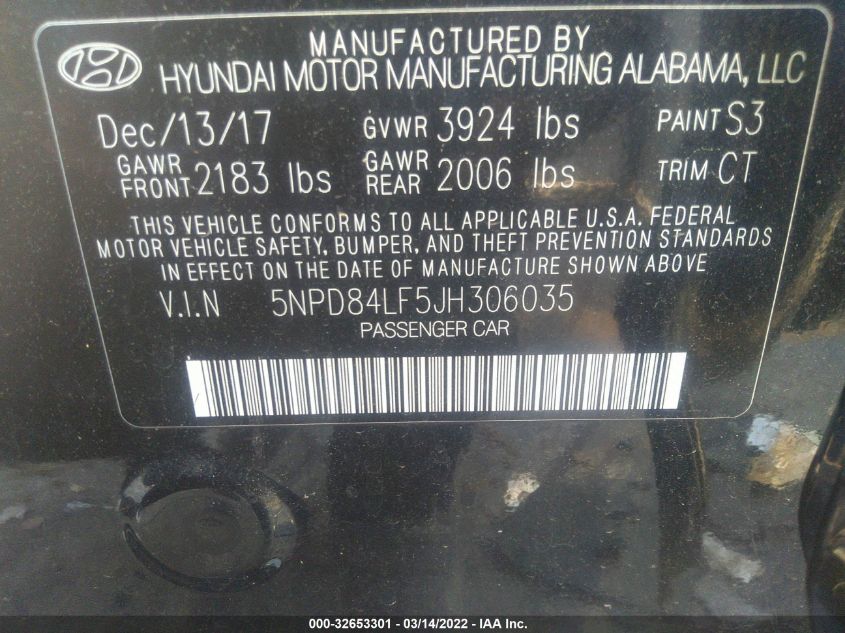 MANUFACTURED BY
HYUNDAI MOTOR MANUFACTURING ALABAMA, LLC
Dec/13/17 GVWR 3924 lbs PAINT S3
GAWR FRONT 2183 lbs GAWR REAR 2006 lbs TRIM CT
THIS VEHICLE CONFORMS TO ALL APPLICABLE U.S.A. FEDERAL
MOTOR VEHICLE SAFETY, BUMPER, AND THEFT PREVENTION STANDARDS
IN EFFECT ON THE DATE OF MANUFACTURE SHOWN ABOVE
V.I.N 5NPD84LF5JH306035
PASSENGER CAR
000-32653301 - 03/14/2022 - IAA Inc.